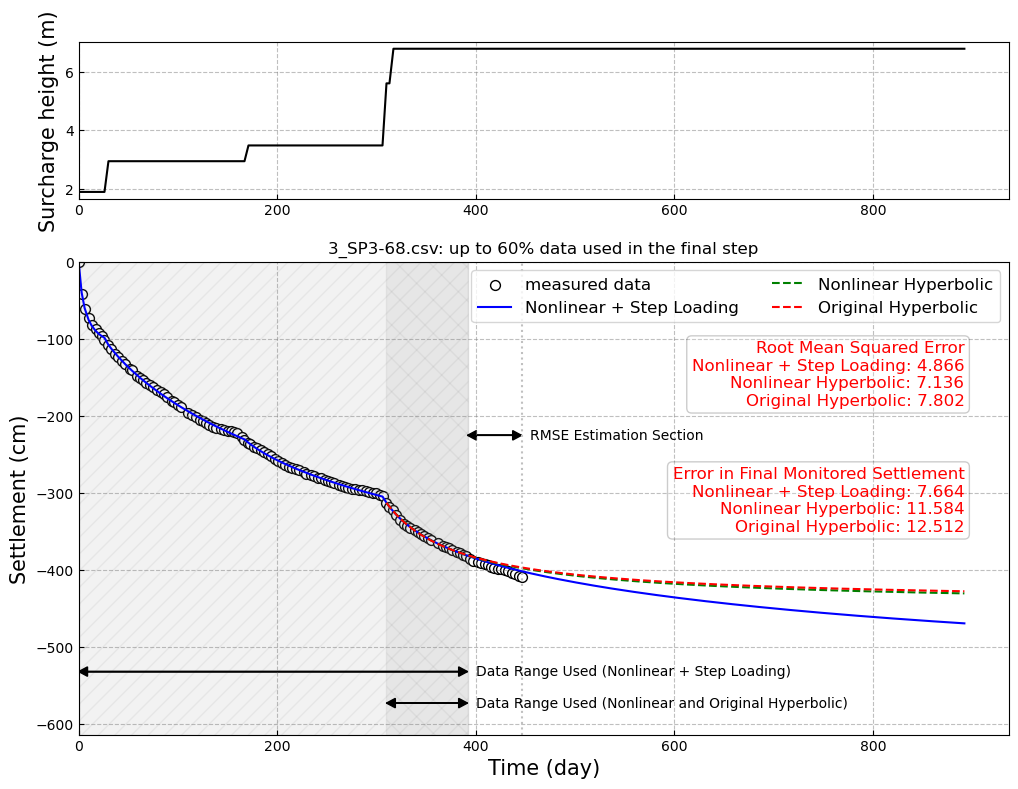 Surcharge height (m)
6
4
2
0
200
400
600
800
3_SP3-68.csv: up to 60% data used in the final step
measured data
Nonlinear + Step Loading
Nonlinear Hyperbolic
Original Hyperbolic
Root Mean Squared Error
Nonlinear + Step Loading: 4.866
Nonlinear Hyperbolic: 7.136
Original Hyperbolic: 7.802
RMSE Estimation Section
Error in Final Monitored Settlement
Nonlinear + Step Loading: 7.664
Nonlinear Hyperbolic: 11.584
Original Hyperbolic: 12.512
Data Range Used (Nonlinear + Step Loading)
Data Range Used (Nonlinear and Original Hyperbolic)
Settlement (cm)
0
−100
−200
−300
−400
−500
−600
0
200
400
600
800
Time (day)